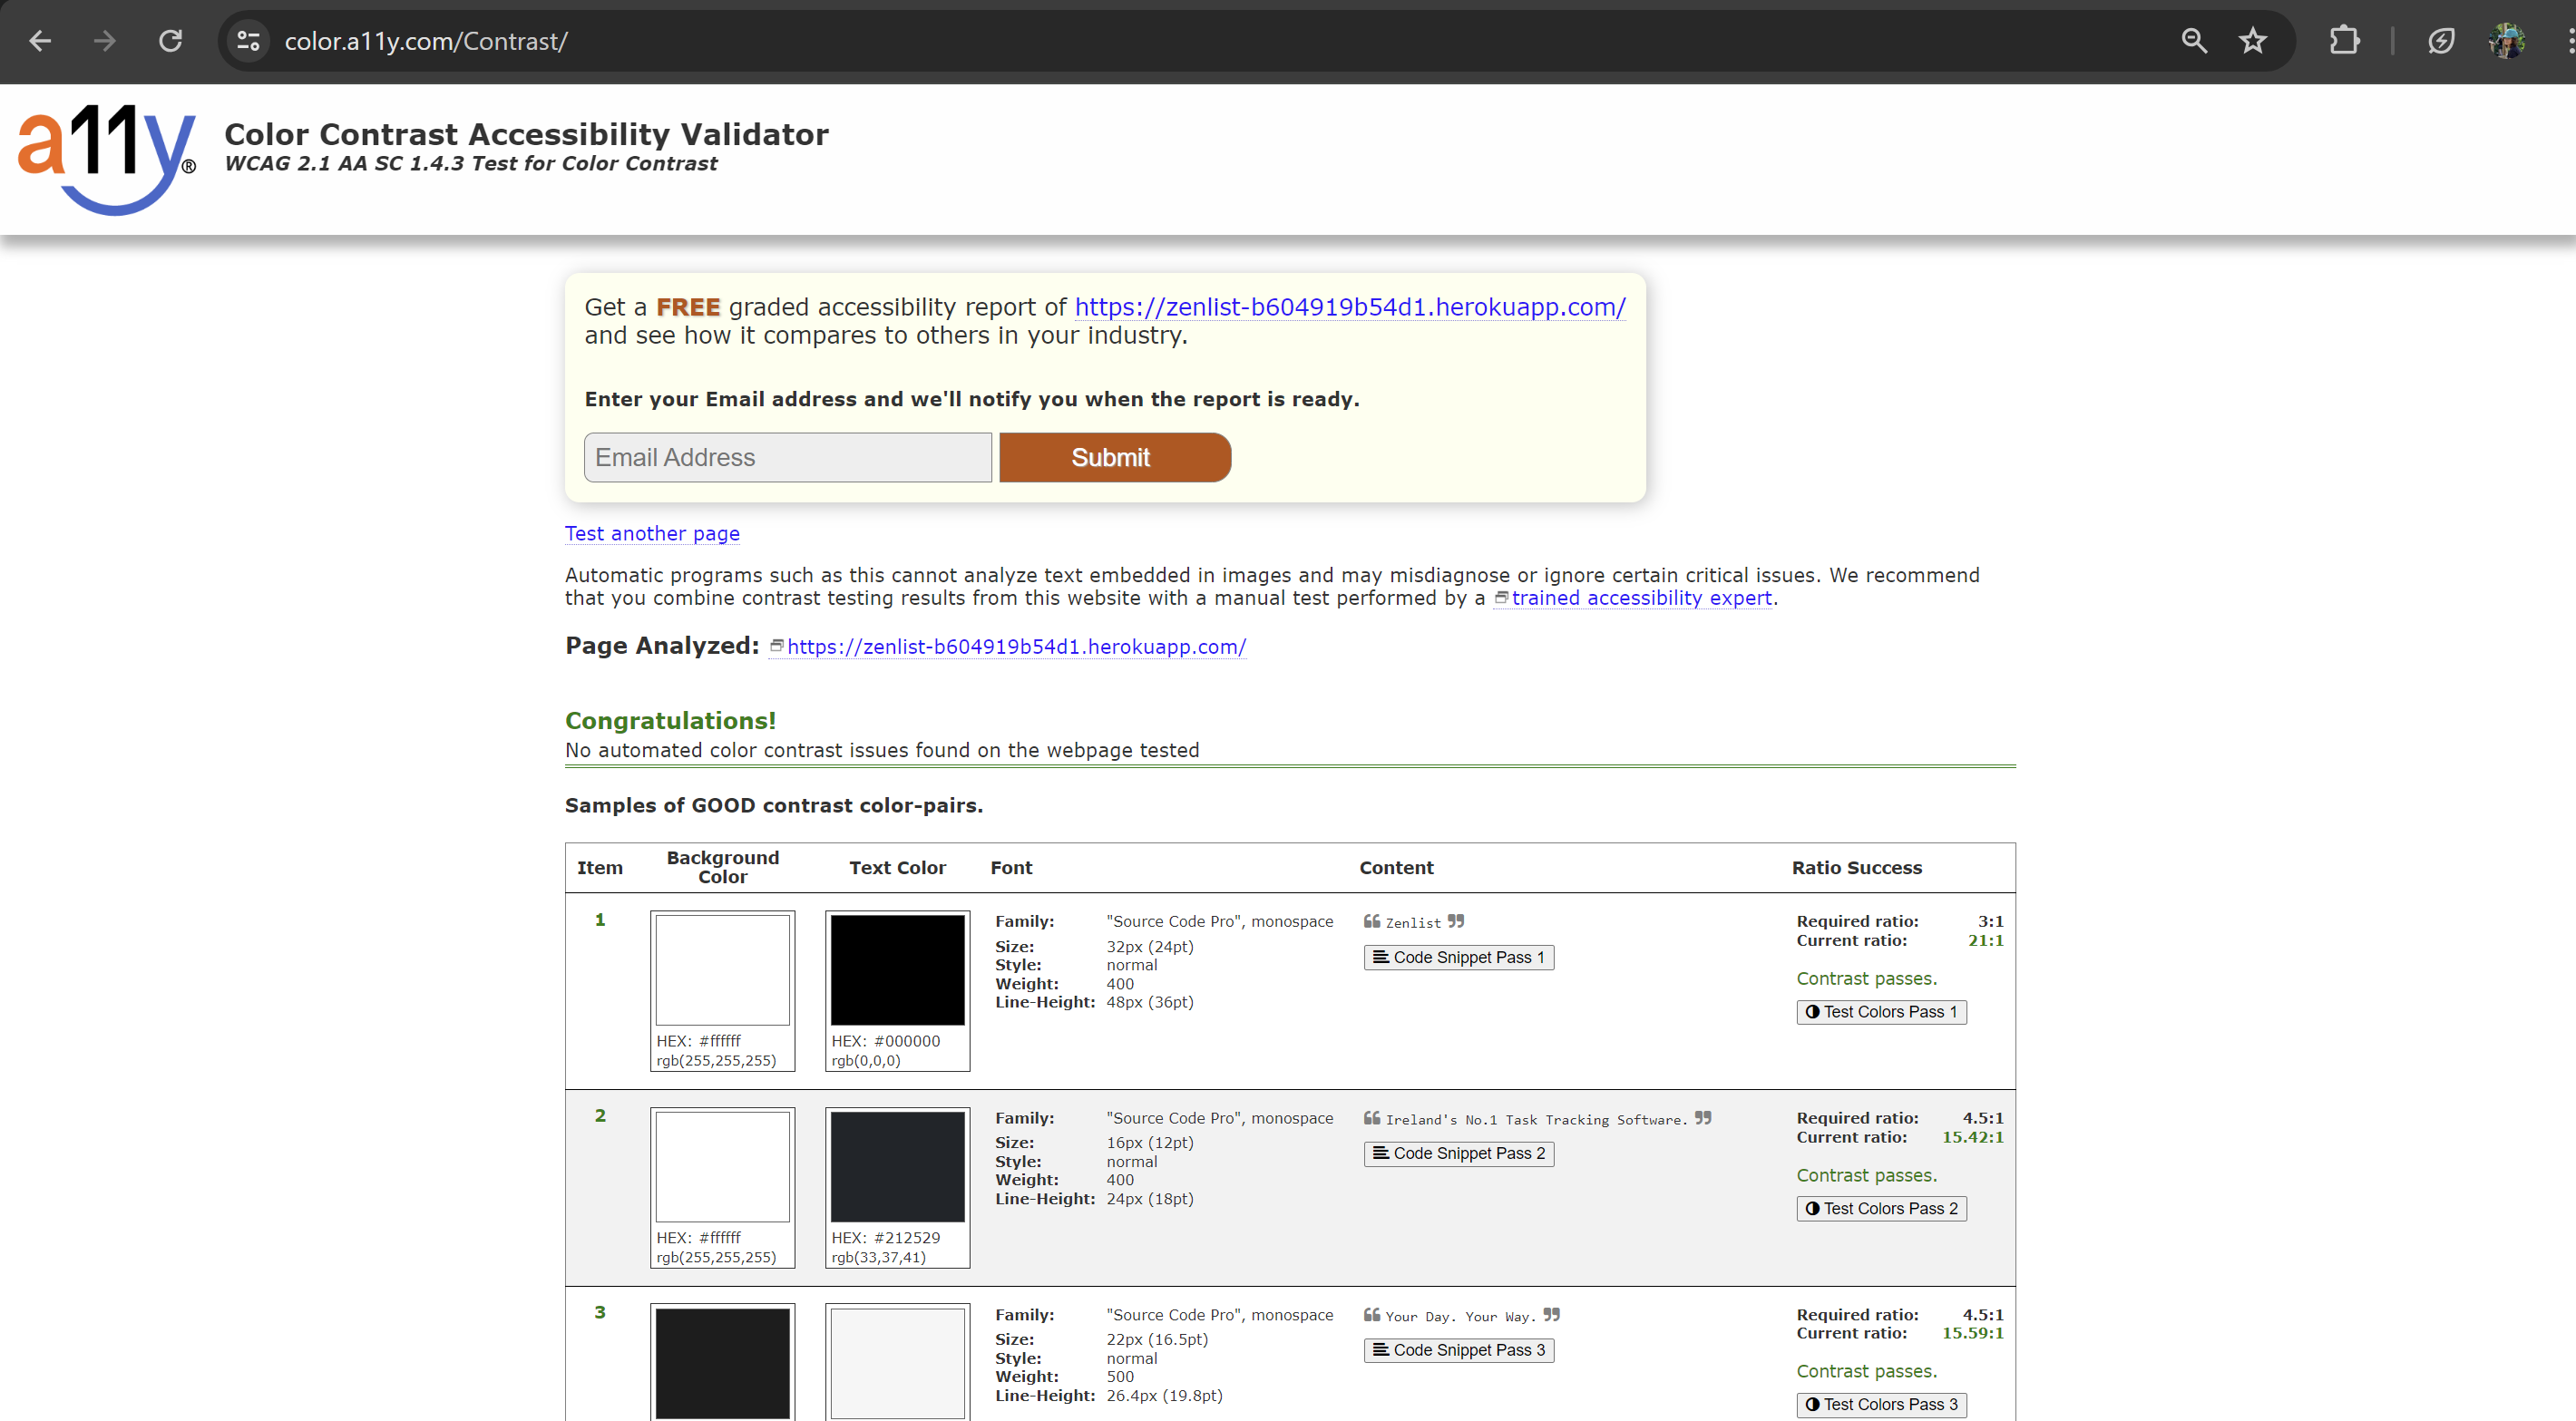 color.a11y.com/Contrast/
a11y®
Color Contrast Accessibility Validator
WCAG 2.1 AA SC 1.4.3 Test for Color Contrast
Get a FREE graded accessibility report of https://zenlist-b604919b54d1.herokuapp.com/
and see how it compares to others in your industry.
Enter your Email address and we'll notify you when the report is ready.
Email Address Submit
Test another page
Automatic programs such as this cannot analyze text embedded in images and may misdiagnose or ignore certain critical issues. We recommend
that you combine contrast testing results from this website with a manual test performed by a trained accessibility expert.
Page Analyzed: https://zenlist-b604919b54d1.herokuapp.com/
Congratulations!
No automated color contrast issues found on the webpage tested
Samples of GOOD contrast color-pairs.
Item Background Color Text Color Font Content Ratio Success
1
HEX: #ffffff
rgb(255,255,255)
HEX: #000000
rgb(0,0,0)
Family: "Source Code Pro", monospace
Size: 32px (24pt)
Style: normal
Weight: 400
Line-Height: 48px (36pt)
❝ Zenlist ❞
Code Snippet Pass 1
Required ratio: 3:1
Current ratio: 21:1
Contrast passes.
Test Colors Pass 1
2
HEX: #ffffff
rgb(255,255,255)
HEX: #212529
rgb(33,37,41)
Family: "Source Code Pro", monospace
Size: 16px (12pt)
Style: normal
Weight: 400
Line-Height: 24px (18pt)
❝ Ireland's No.1 Task Tracking Software. ❞
Code Snippet Pass 2
Required ratio: 4.5:1
Current ratio: 15.42:1
Contrast passes.
Test Colors Pass 2
3
Family: "Source Code Pro", monospace
Size: 22px (16.5pt)
Style: normal
Weight: 500
Line-Height: 26.4px (19.8pt)
❝ Your Day. Your Way. ❞
Code Snippet Pass 3
Required ratio: 4.5:1
Current ratio: 15.59:1
Contrast passes.
Test Colors Pass 3